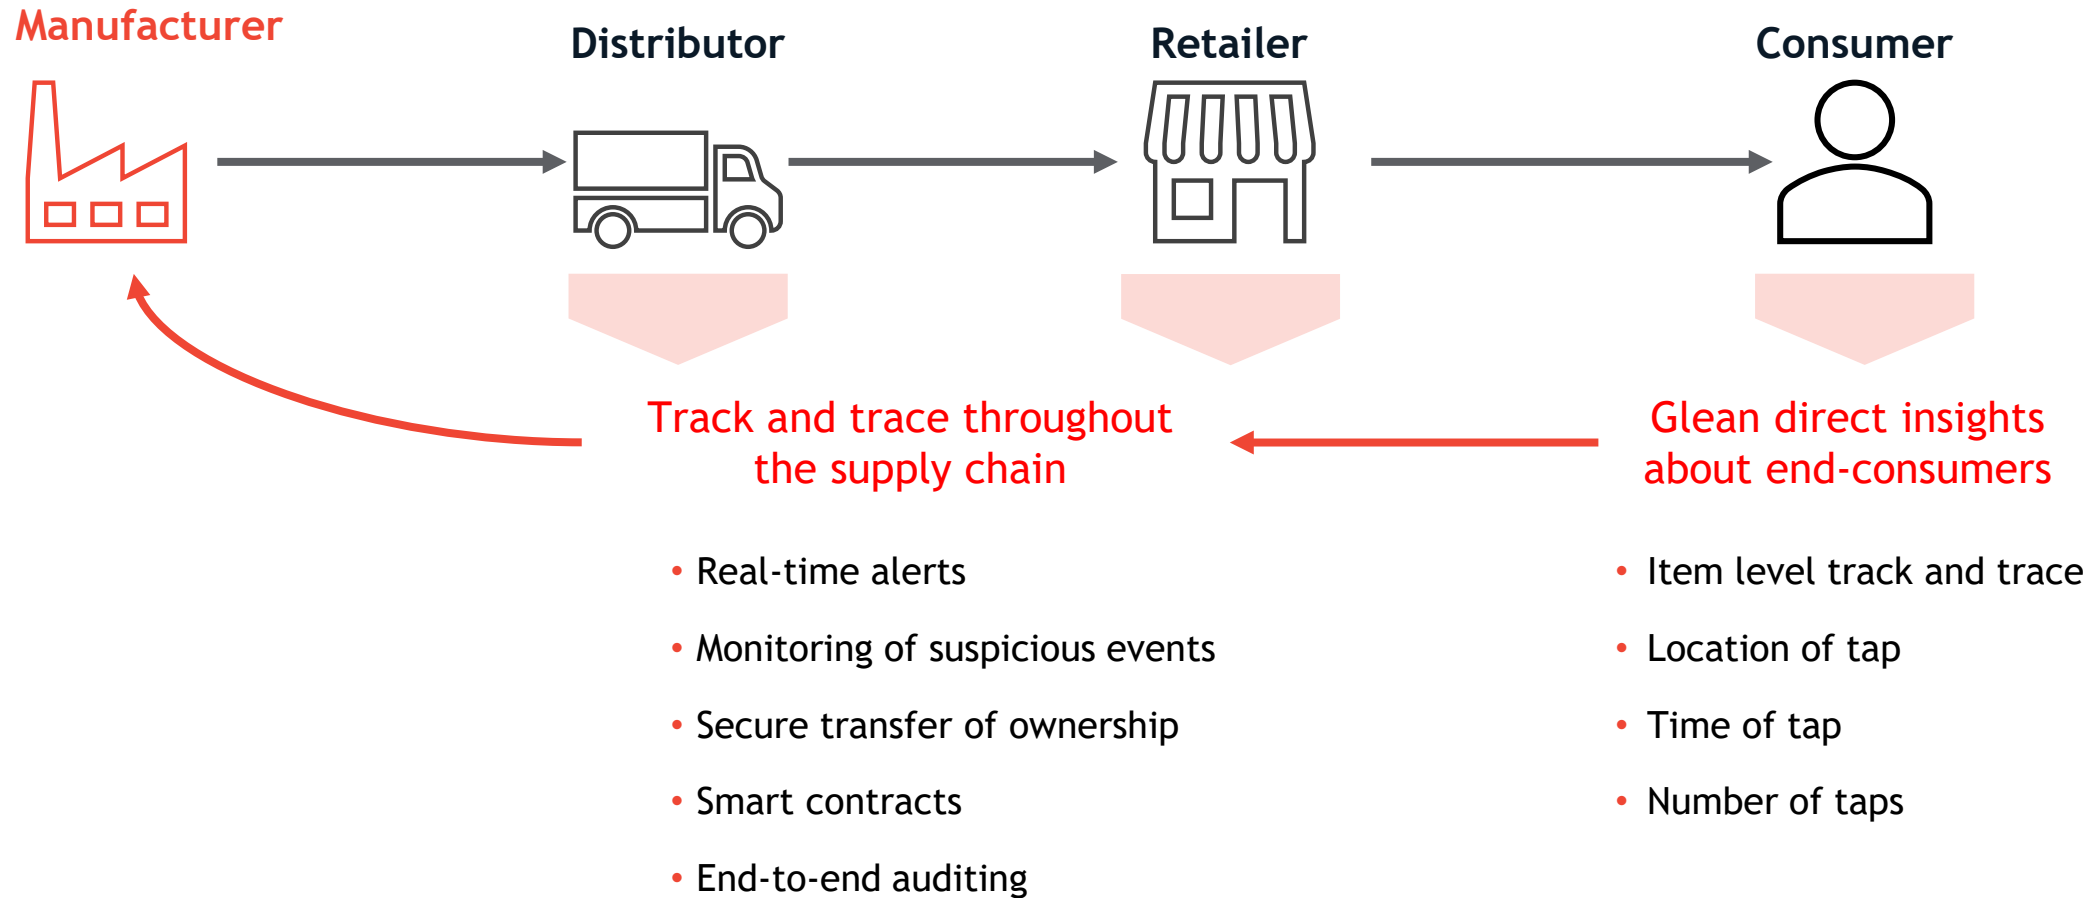 Manufacturer
Distributor
Retailer
Consumer
Track and trace throughout
the supply chain
• Real-time alerts
• Monitoring of suspicious events
• Secure transfer of ownership
• Smart contracts
• End-to-end auditing
Glean direct insights
about end-consumers
• Item level track and trace
• Location of tap
• Time of tap
• Number of taps